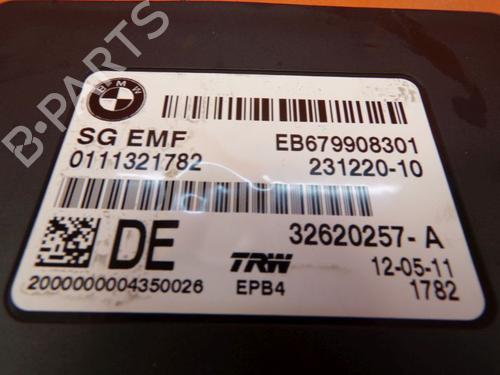 B-PARTS
BMW
SG EMF
EB679908301
0111321782
231220-10
DE
32620257-A
TRW
12-05-11
2000000004350026
EPB4
1782